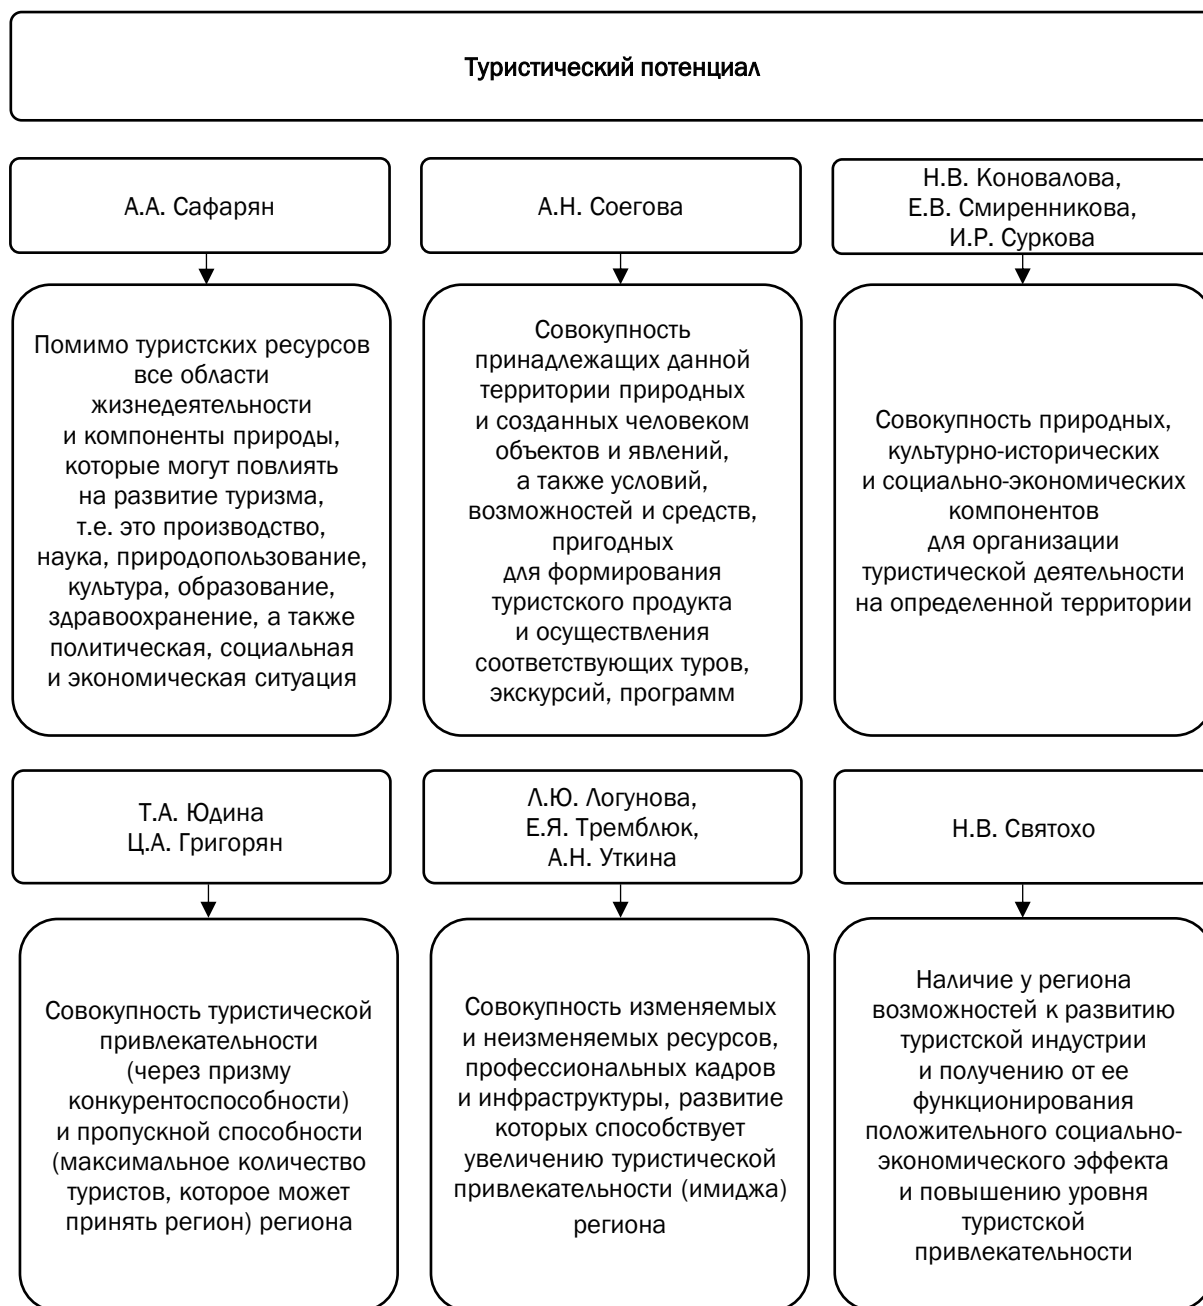 Туристический потенциал
А.А. Сафарян
Помимо туристских ресурсов
все области
жизнедеятельности
и компоненты природы,
которые могут повлиять
на развитие туризма,
т.е. это производство,
наука, природопользование,
культура, образование,
здравоохранение, а также
политическая, социальная
и экономическая ситуация
А.Н. Соегова
Совокупность
принадлежащих данной
территории природных
и созданных человеком
объектов и явлений,
а также условий,
возможностей и средств,
пригодных
для формирования
туристского продукта
и осуществления
соответствующих туров,
экскурсий, программ
Н.В. Коновалова,
Е.В. Смиренникова,
И.Р. Суркова
Совокупность природных,
культурно-исторических
и социально-экономических
компонентов
для организации
туристической деятельности
на определенной территории
Т.А. Юдина
Ц.А. Григорян
Совокупность туристической
привлекательности
(через призму
конкурентоспособности)
и пропускной способности
(максимальное количество
туристов, которое может
принять регион) региона
Л.Ю. Логунова,
Е.Я. Тремблюк,
А.Н. Уткина
Совокупность изменяемых
и неизменяемых ресурсов,
профессиональных кадров
и инфраструктуры, развитие
которых способствует
увеличению туристической
привлекательности (имиджа)
региона
Н.В. Святохо
Наличие у региона
возможностей к развитию
туристской индустрии
и получению от ее
функционирования
положительного социально-
экономического эффекта
и повышению уровня
туристской
привлекательности